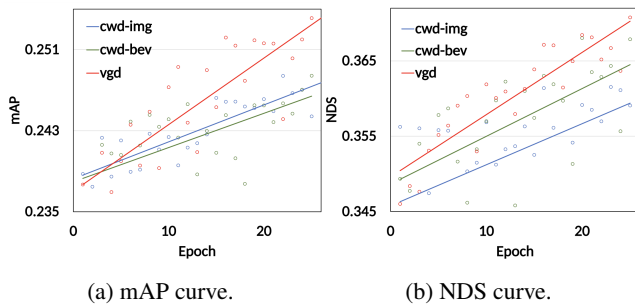 cwd-img
cwd-bev
vgd
0.251
0.243
0.235
mAP
0
10
20
Epoch
(a) mAP curve.
cwd-img
cwd-bev
vgd
0.365
0.355
0.345
NDS
0
10
20
Epoch
(b) NDS curve.